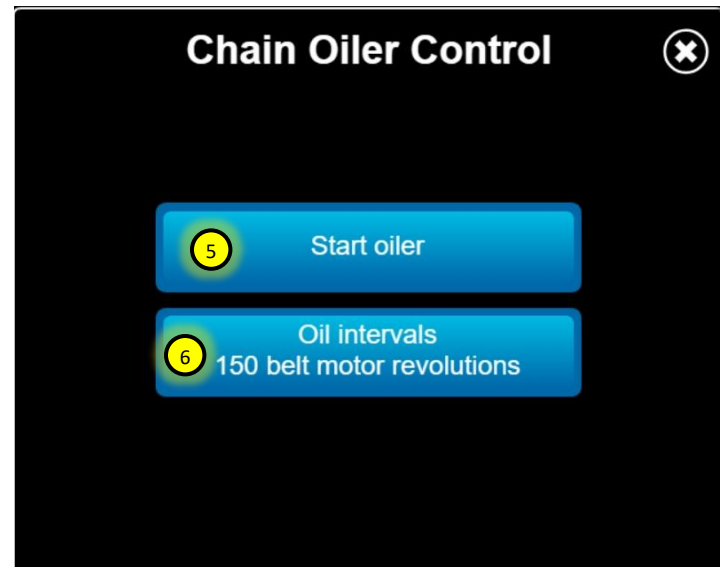 Chain Oiler Control
5
Start oiler
Oil intervals
6
150 belt motor revolutions